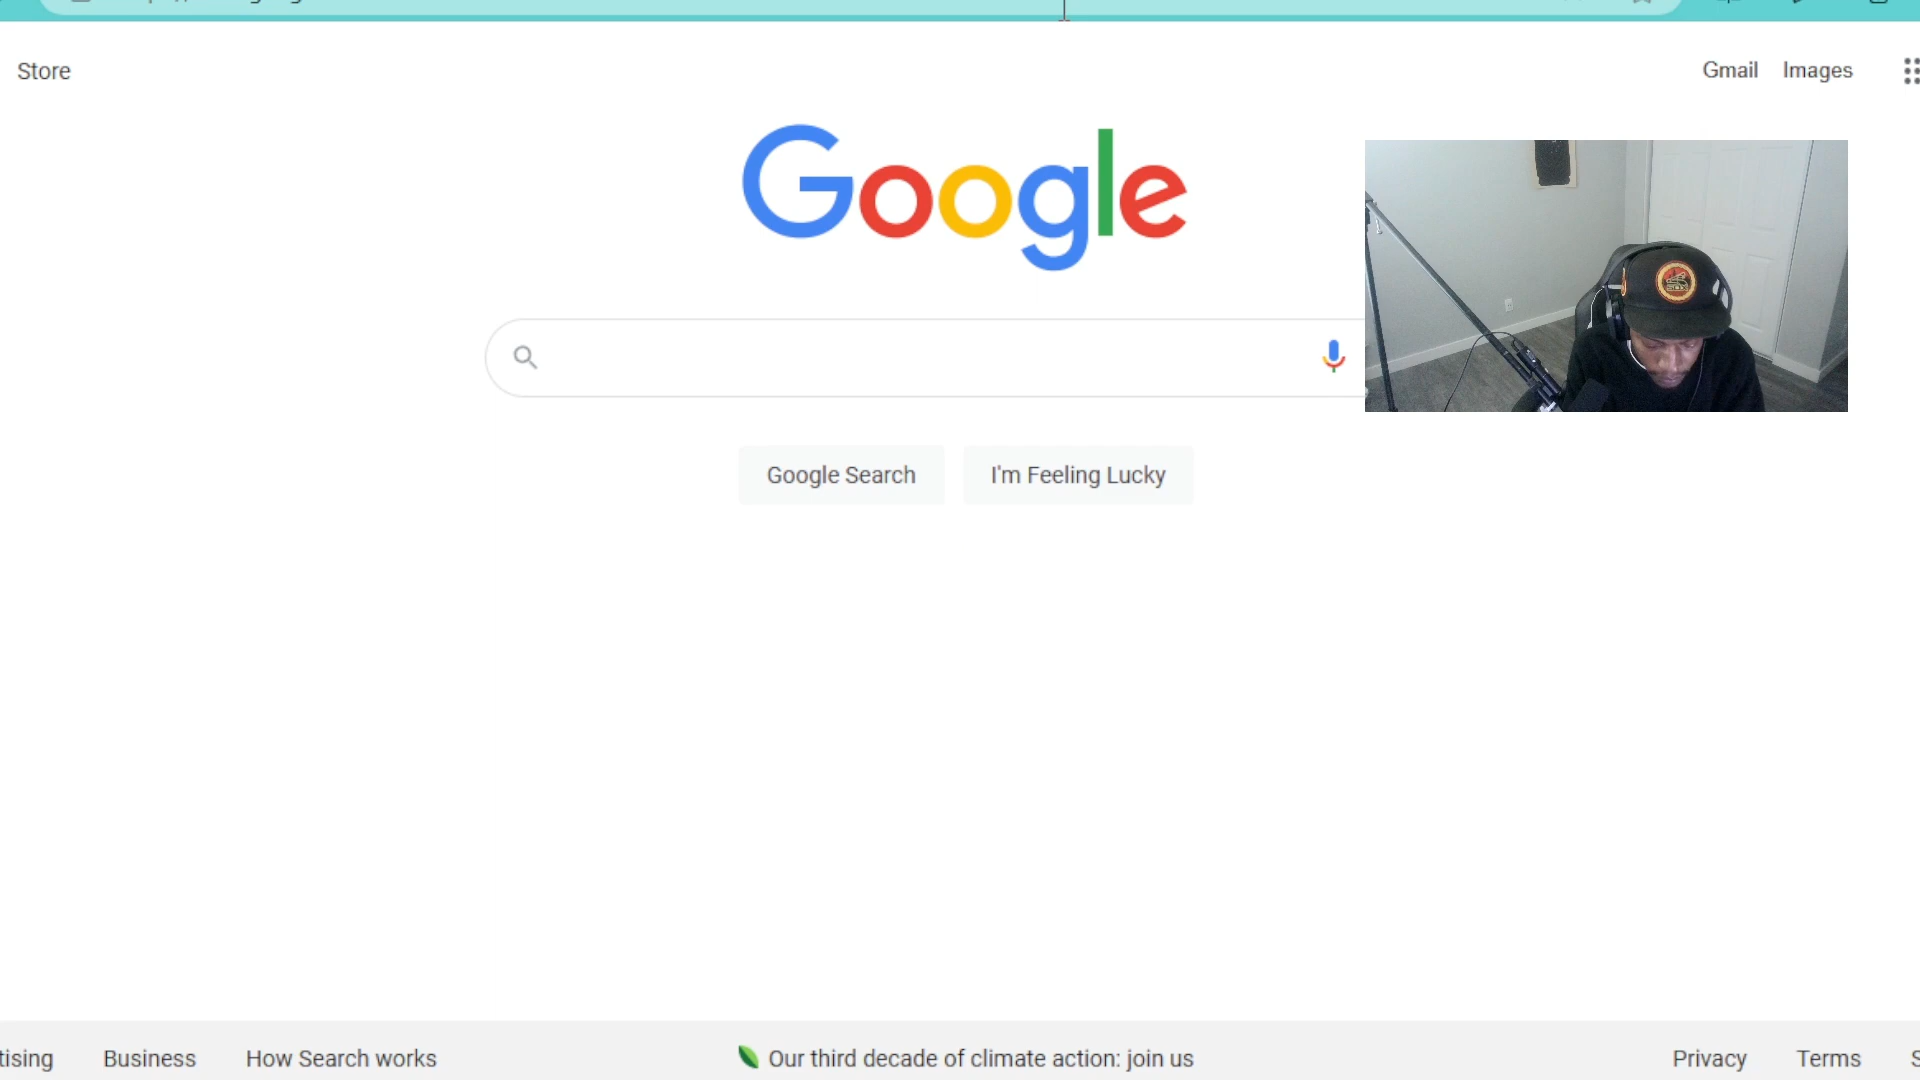 Store
Gmail Images
Google
SOX
Google Search
I'm Feeling Lucky
tising
Business
How Search works
Our third decade of climate action: join us
Privacy
Terms
S